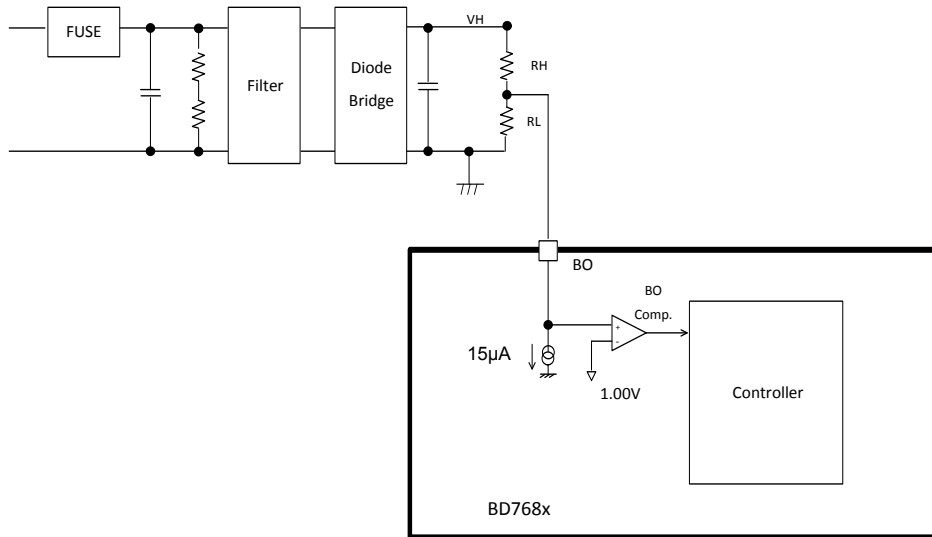 FUSE
VH
Filter
Diode
Bridge
RH
RL
BO
BO
Comp.
+
-
15µA
1.00V
Controller
BD768x